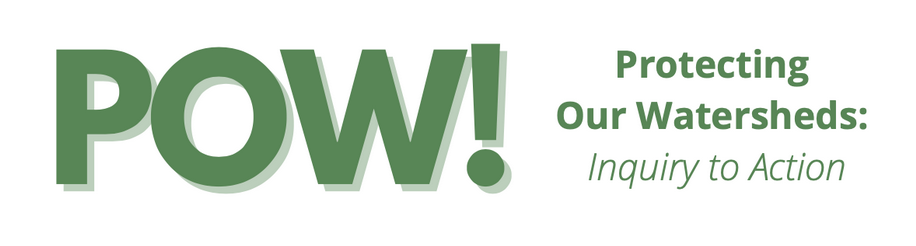 POW!
Protecting
Our Watersheds:
Inquiry to Action